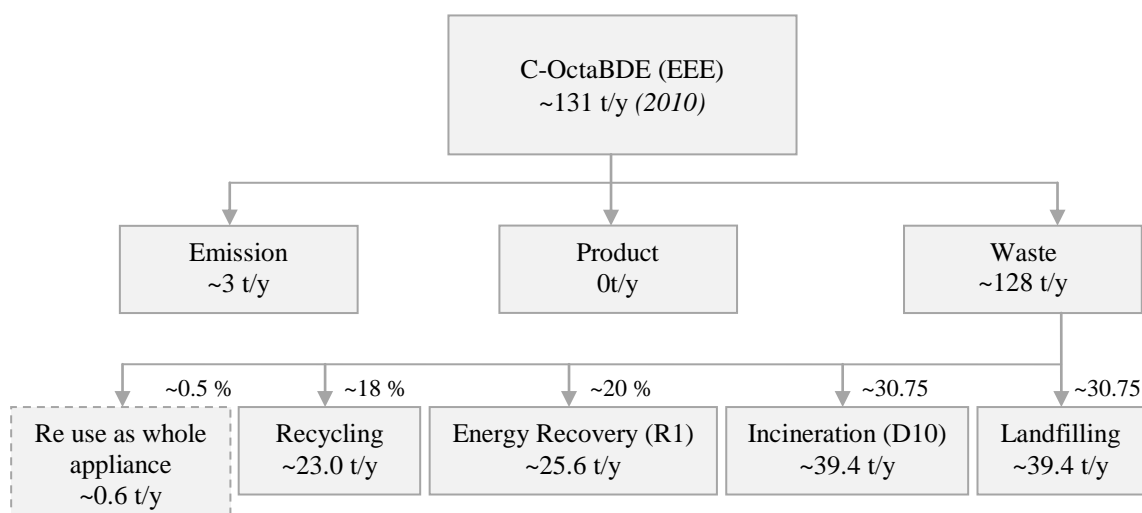 C-OctaBDE (EEE)
~131 t/y (2010)
Emission
~3 t/y
Product
0t/y
Waste
~128 t/y
~0.5 %
~18 %
~20 %
~30.75
~30.75
Re use as whole
appliance
~0.6 t/y
Recycling
~23.0 t/y
Energy Recovery (R1)
~25.6 t/y
Incineration (D10)
~39.4 t/y
Landfilling
~39.4 t/y